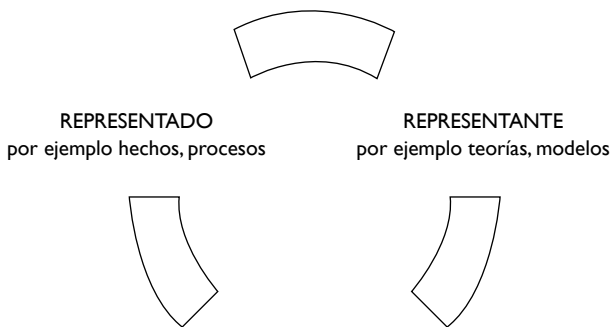 REPRESENTADO
por ejemplo hechos, procesos
REPRESENTANTE
por ejemplo teorías, modelos